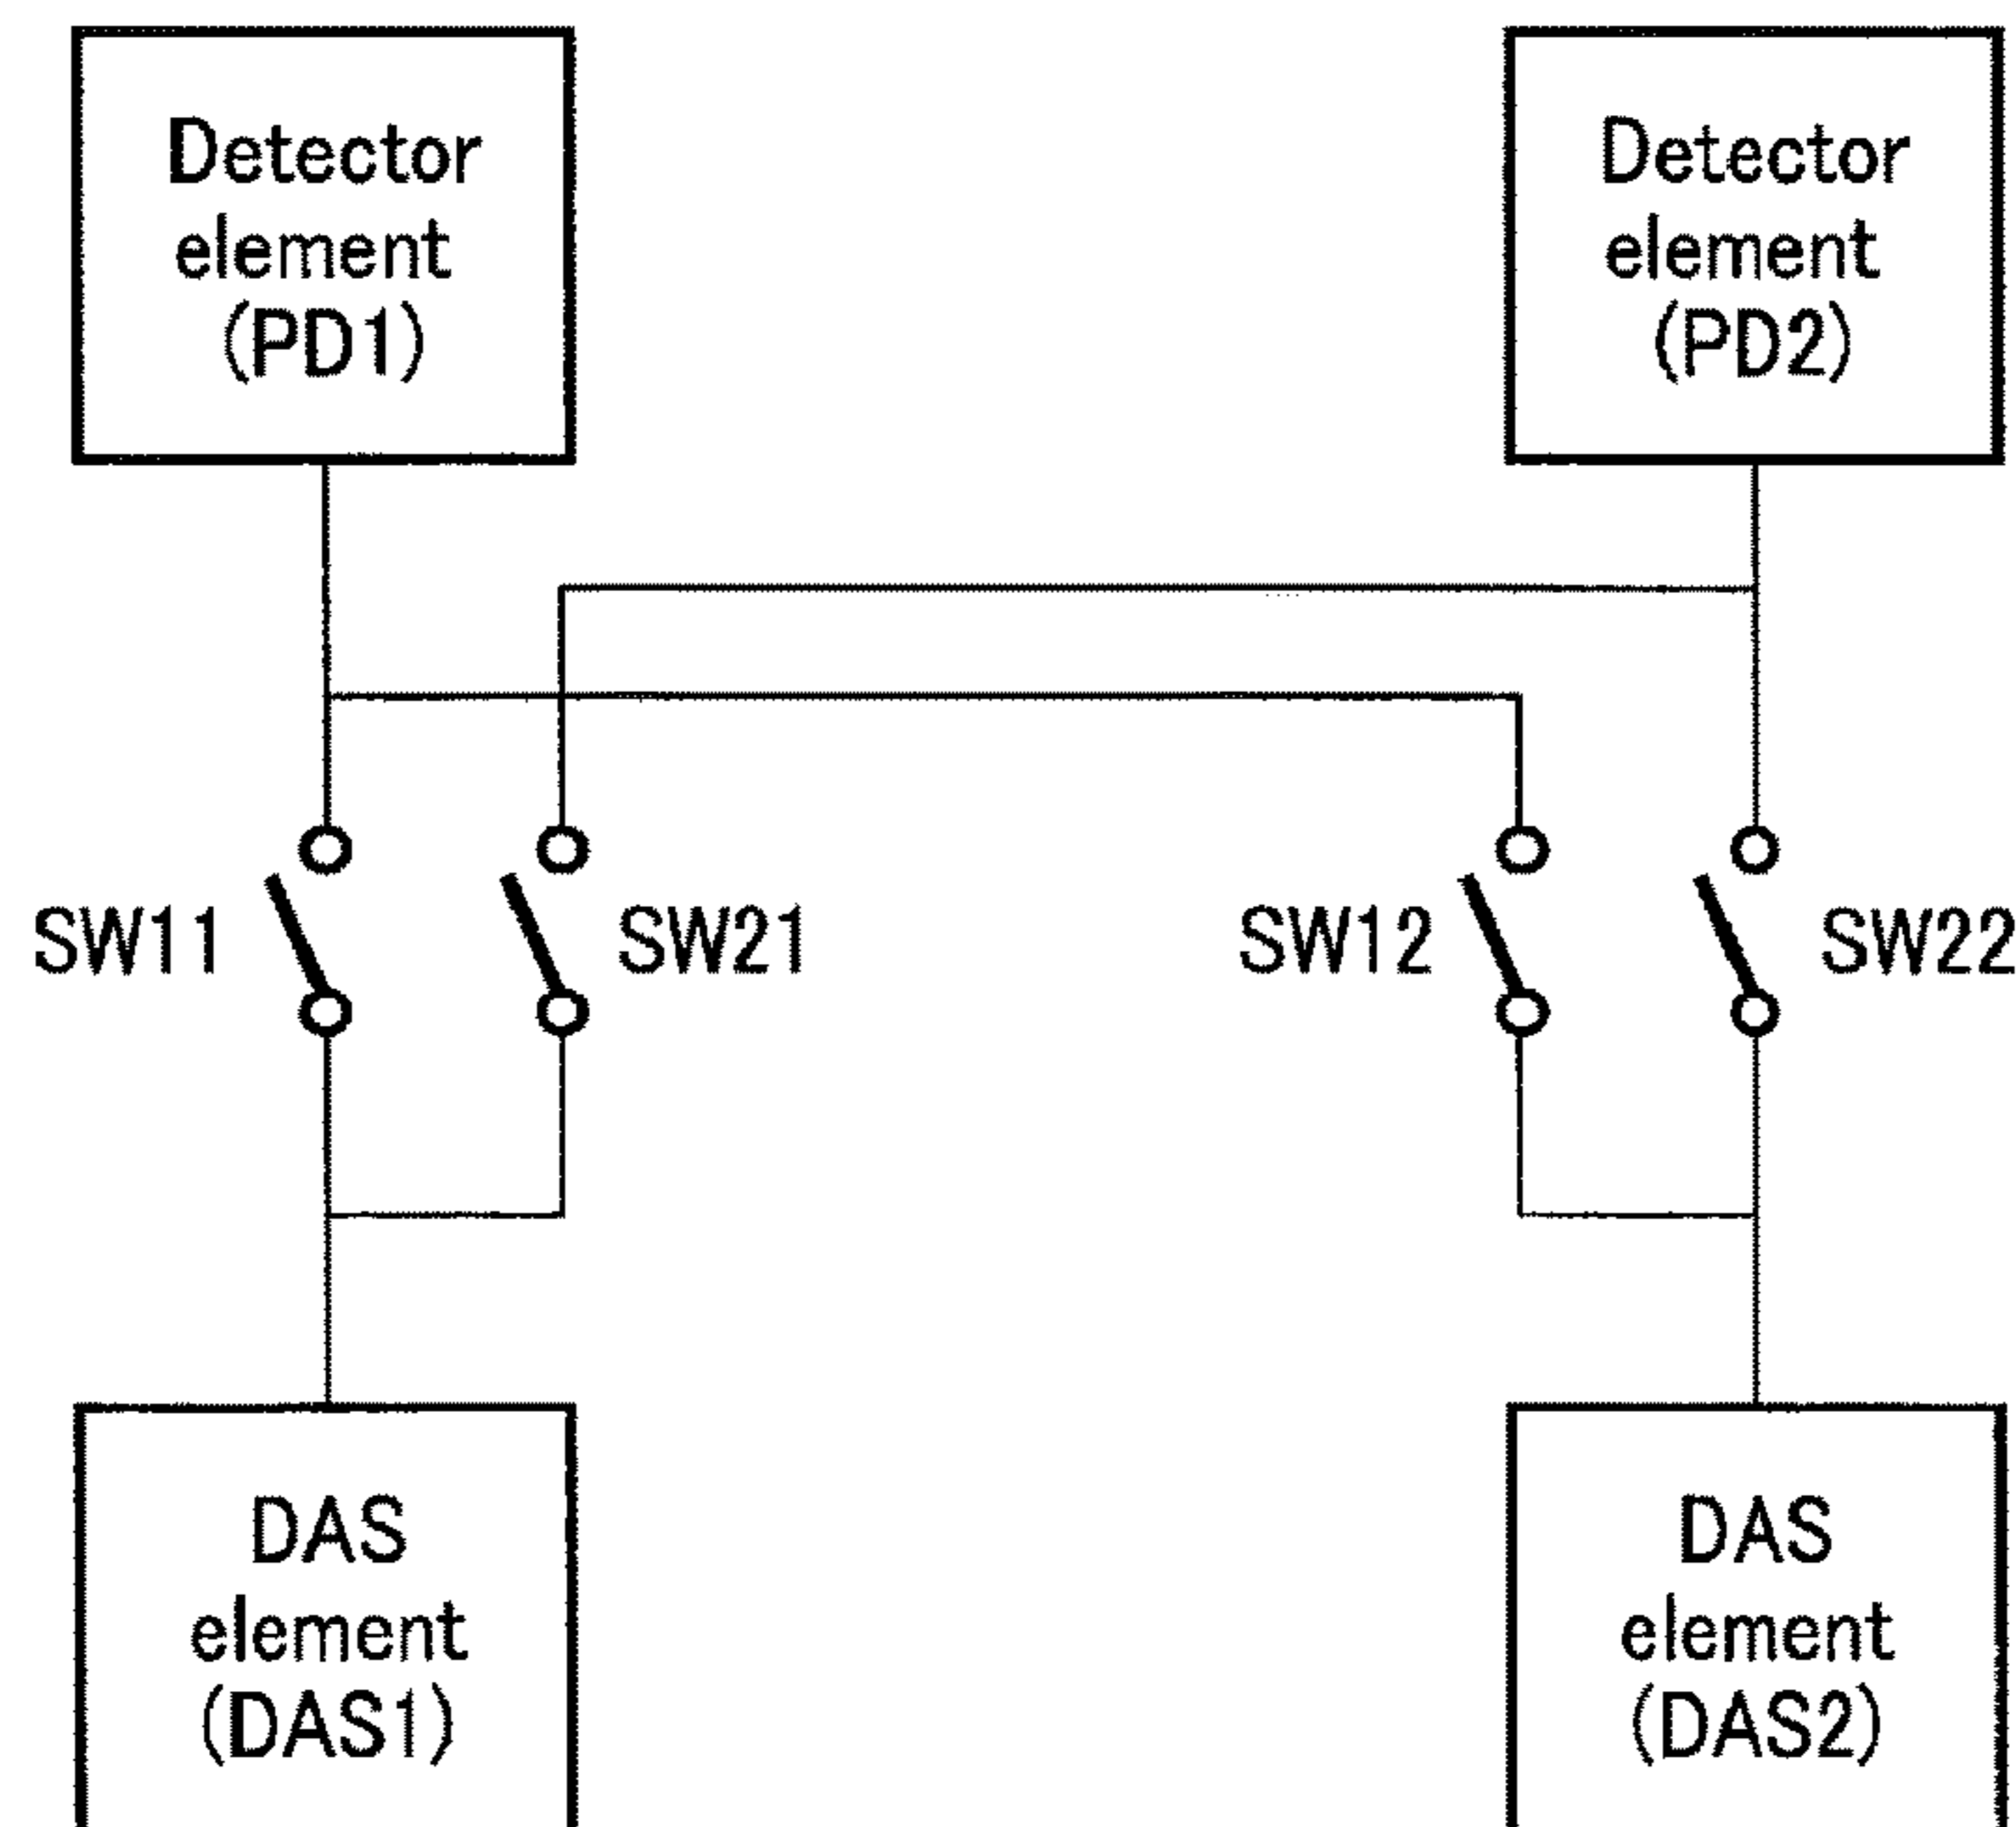 Detector
element
(PD1)
Detector
element
(PD2)
SW11
SW21
SW12
SW22
DAS
element
(DAS1)
DAS
element
(DAS2)